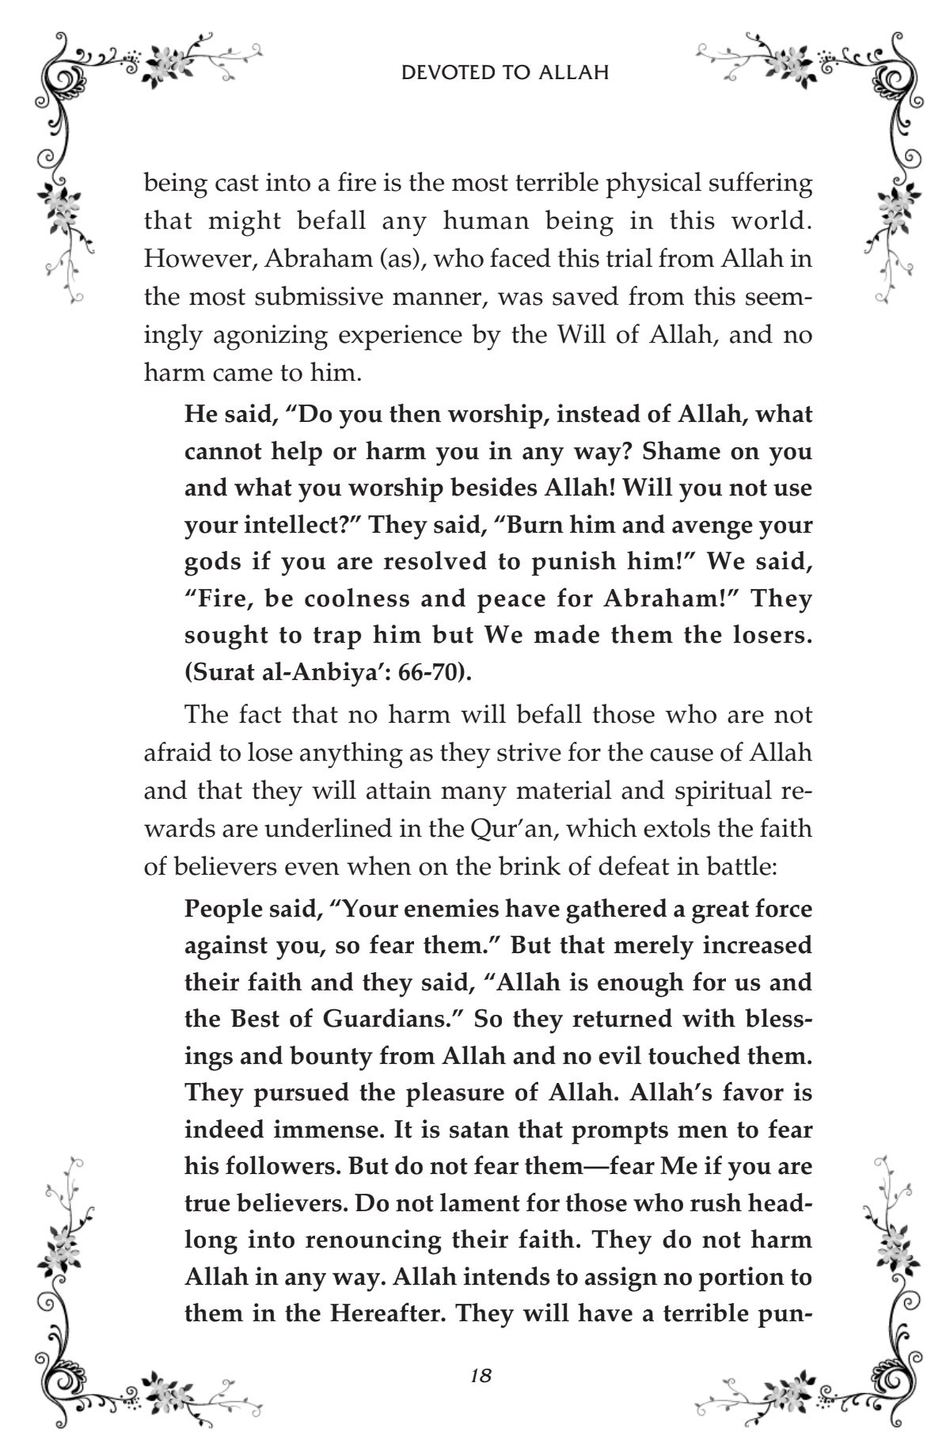 DEVOTED TO ALLAH
being cast into a fire is the most terrible physical suffering
that might befall any human being in this world.
However, Abraham (as), who faced this trial from Allah in
the most submissive manner, was saved from this seem-
ingly agonizing experience by the Will of Allah, and no
harm came to him.
He said, “Do you then worship, instead of Allah, what
cannot help or harm you in any way? Shame on you
and what you worship besides Allah! Will you not use
your intellect?” They said, “Burn him and avenge your
gods if you are resolved to punish him!” We said,
“Fire, be coolness and peace for Abraham!” They
sought to trap him but We made them the losers.
(Surat al-Anbiya’: 66-70).
The fact that no harm will befall those who are not
afraid to lose anything as they strive for the cause of Allah
and that they will attain many material and spiritual re-
wards are underlined in the Qur’an, which extols the faith
of believers even when on the brink of defeat in battle:
People said, “Your enemies have gathered a great force
against you, so fear them.” But that merely increased
their faith and they said, “Allah is enough for us and
the Best of Guardians.” So they returned with bless-
ings and bounty from Allah and no evil touched them.
They pursued the pleasure of Allah. Allah’s favor is
indeed immense. It is satan that prompts men to fear
his followers. But do not fear them—fear Me if you are
true believers. Do not lament for those who rush head-
long into renouncing their faith. They do not harm
Allah in any way. Allah intends to assign no portion to
them in the Hereafter. They will have a terrible pun-
18